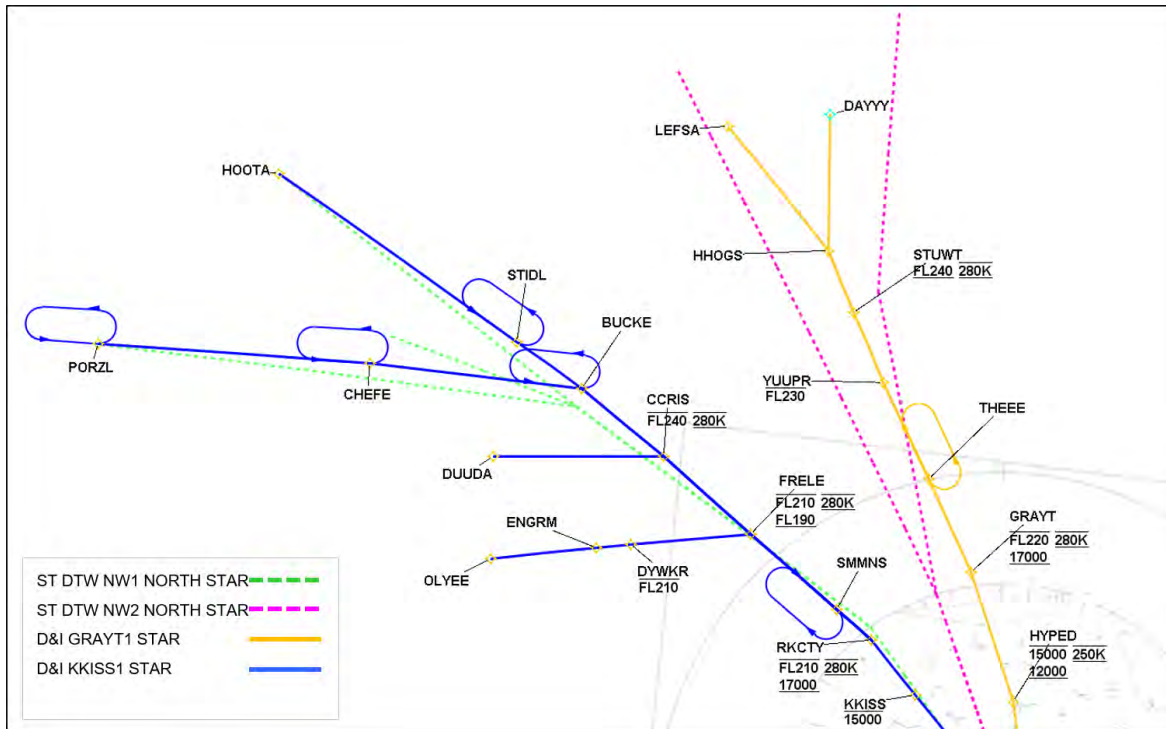 DAYYY
LEFSA
HOOTA
HHOGS
STUWT
FL240 280K
STIDL
BUCKE
PORZL
CHEFE
YUUPR
FL230
CCRIS
FL240 280K
THEEE
DUUDA
FRELE
FL210 280K
FL190
GRAYT
FL220 280K
17000
ENGRM
OLYEE
DYWKR
FL210
SMMNS
RKCTY
FL210 280K
17000
HYPED
15000 250K
12000
KKISS
15000
ST DTW NW1 NORTH STAR
ST DTW NW2 NORTH STAR
D&I GRAYT1 STAR
D&I KKISS1 STAR